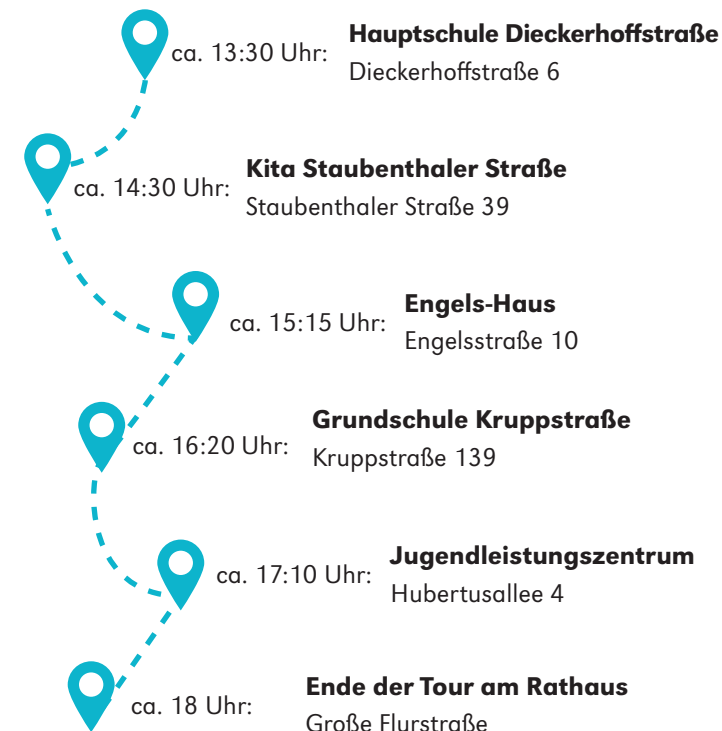 ca. 13:30 Uhr: Hauptschule Dieckerhoffstraße
Dieckerhoffstraße 6
ca. 14:30 Uhr: Kita Staubenthaler Straße
Staubenthaler Straße 39
ca. 15:15 Uhr: Engels-Haus
Engelsstraße 10
ca. 16:20 Uhr: Grundschule Kruppstraße
Kruppstraße 139
ca. 17:10 Uhr: Jugendleistungszentrum
Hubertusallee 4
ca. 18 Uhr: Ende der Tour am Rathaus
Große Flurstraße